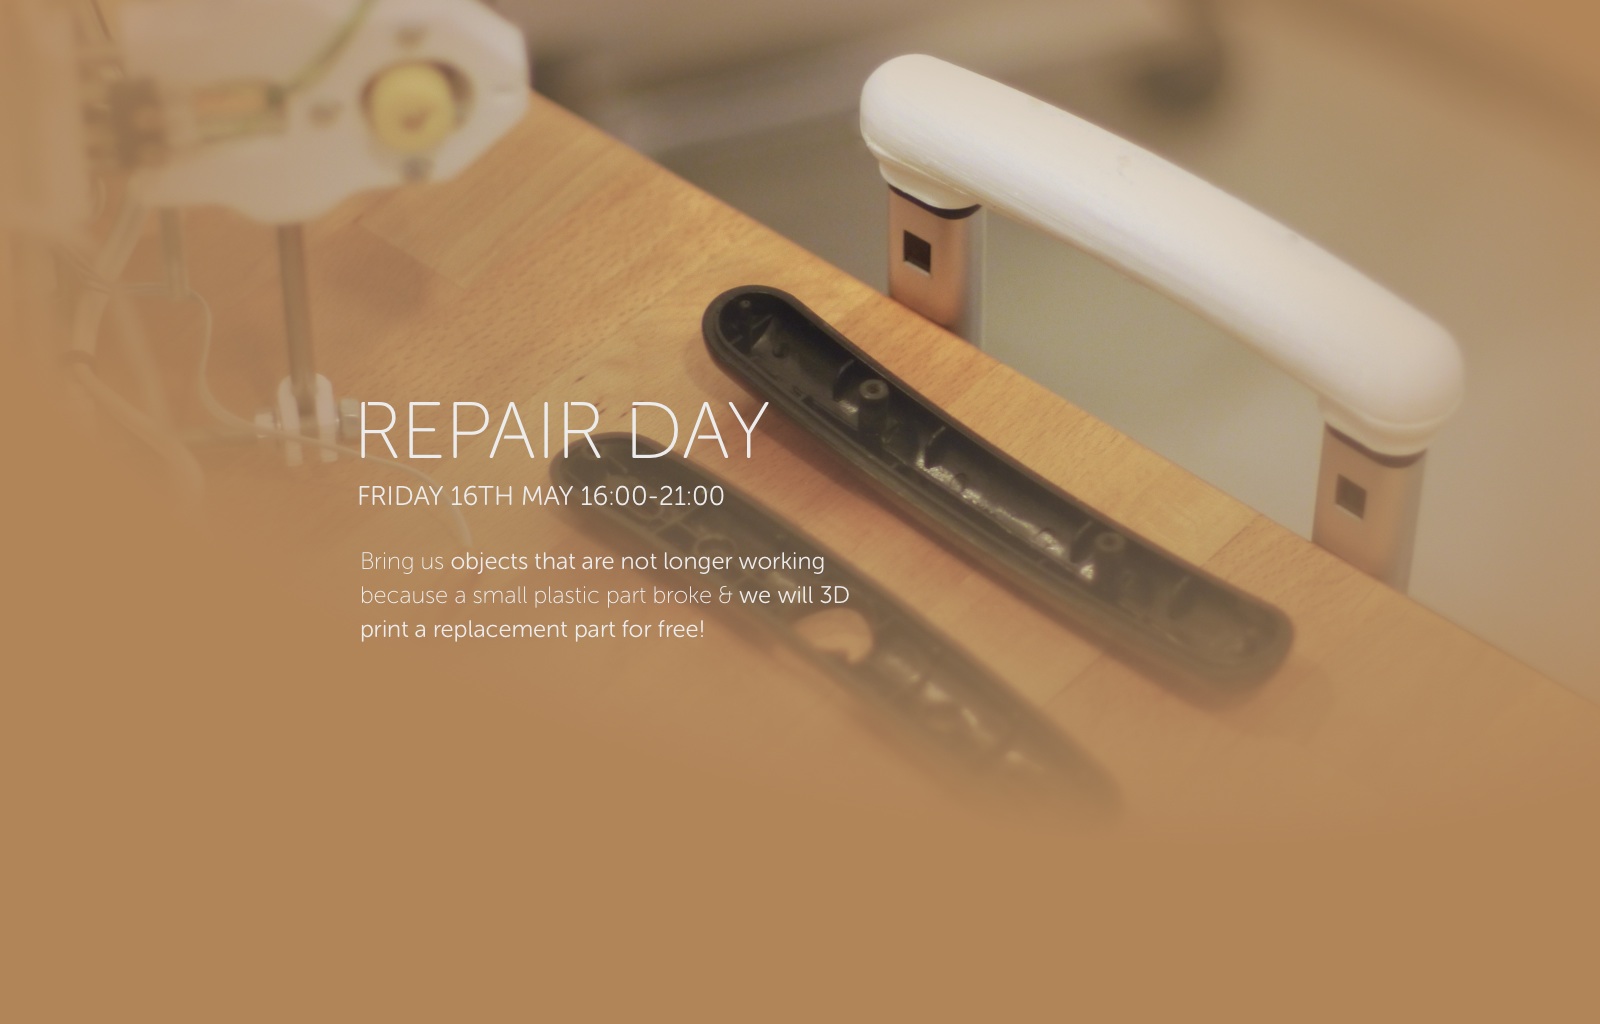 REPAIR DAY
FRIDAY 16TH MAY 16:00-21:00
Bring us objects that are not longer working
because a small plastic part broke & we will 3D
print a replacement part for free!